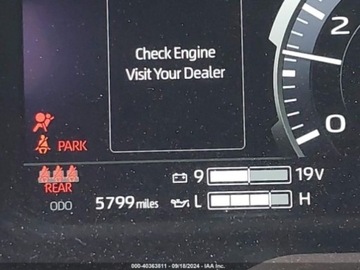 Check Engine
Visit Your Dealer
2
PARK
0
REAR
9 19V
ODO 5799 miles L H
000-40363811 - 09/18/2024 - IAA Inc.